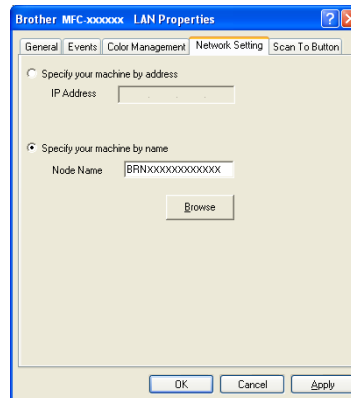 Brother MFC-xxxxxx LAN Properties
General Events Color Management Network Setting Scan To Button
Specify your machine by address
IP Address
Specify your machine by name
Node Name BRNXXXXXXXXXXXX
Browse
OK Cancel Apply